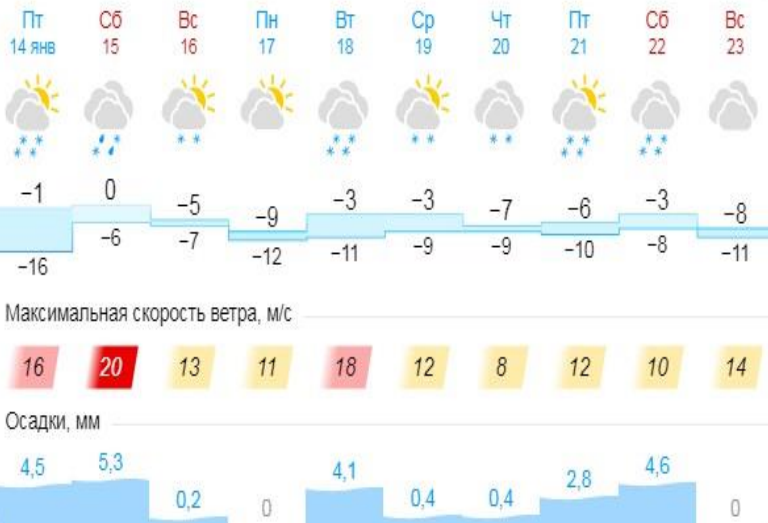 Пт Сб Вс Пн Вт Ср Чт Пт Сб Вс
14 янв 15 16 17 18 19 20 21 22 23
−1 0 −5 −9 −3 −3 −7 −6 −3 −8
−16 −6 −7 −12 −11 −9 −9 −10 −8 −11
Максимальная скорость ветра, м/с
16 20 13 11 18 12 8 12 10 14
Осадки, мм
4,5 5,3 0,2 0 4,1 0,4 0,4 2,8 4,6 0